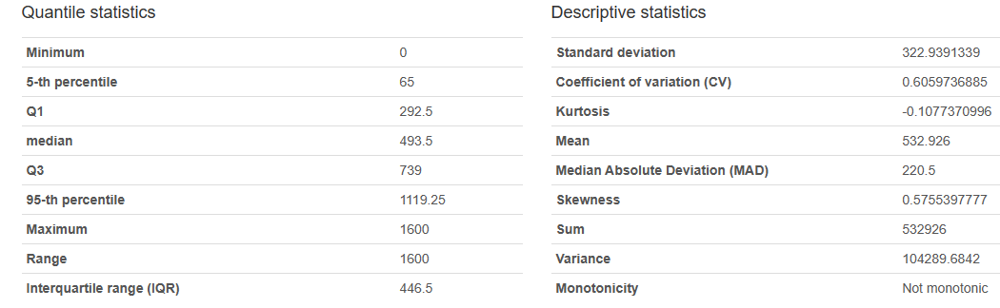 Quantile statistics
Minimum 0
5-th percentile 65
Q1 292.5
median 493.5
Q3 739
95-th percentile 1119.25
Maximum 1600
Range 1600
Interquartile range (IQR) 446.5
Descriptive statistics
Standard deviation 322.9391339
Coefficient of variation (CV) 0.6059736885
Kurtosis -0.1077370996
Mean 532.926
Median Absolute Deviation (MAD) 220.5
Skewness 0.5755397777
Sum 532926
Variance 104289.6842
Monotonicity Not monotonic